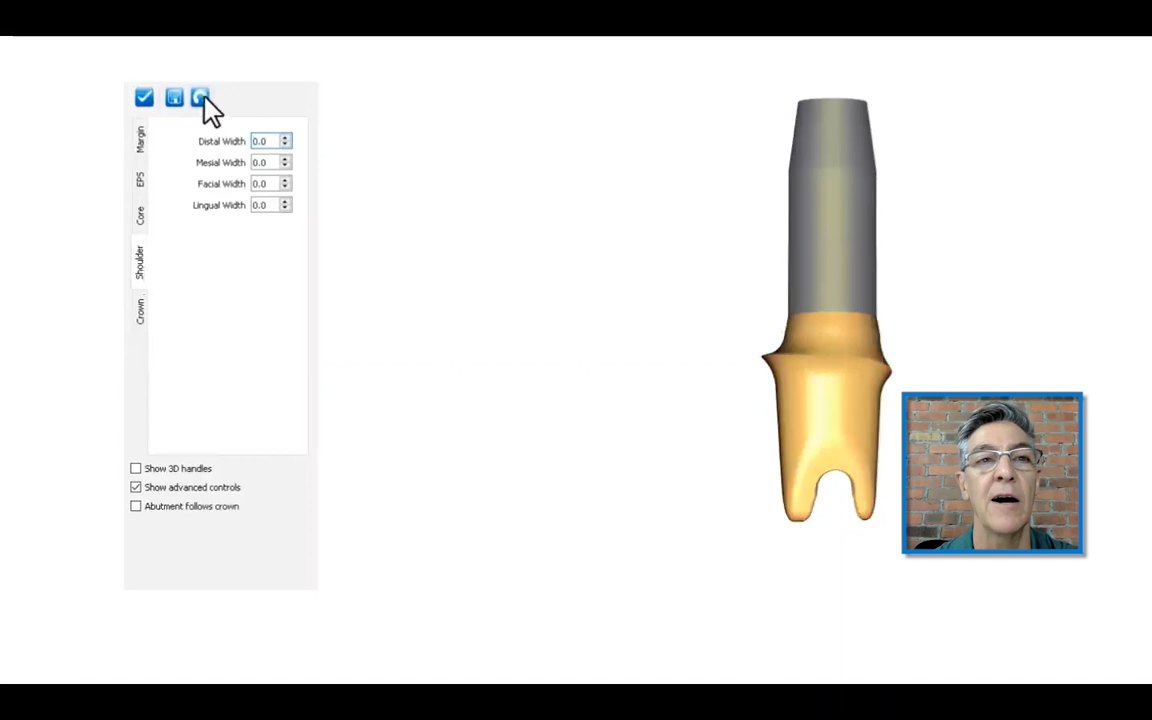 Margin
EPS
Core
Shoulder
Crown
Distal Width 0.0
Mesial Width 0.0
Facial Width 0.0
Lingual Width 0.0
Show 3D handles
Show advanced controls
Abutment follows crown